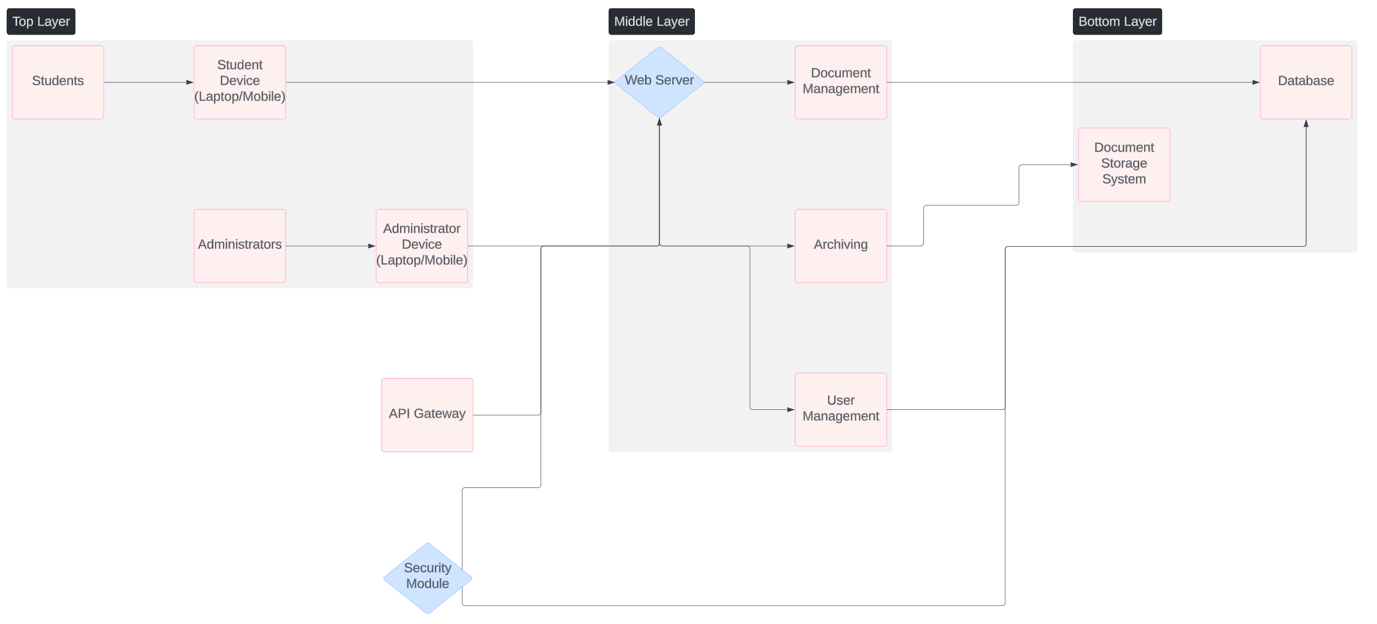 Top Layer
Middle Layer
Bottom Layer
Students
Student
Device
(Laptop/Mobile)
Web Server
Document
Management
Database
Document
Storage
System
Administrators
Administrator
Device
(Laptop/Mobile)
Archiving
API Gateway
User
Management
Security
Module